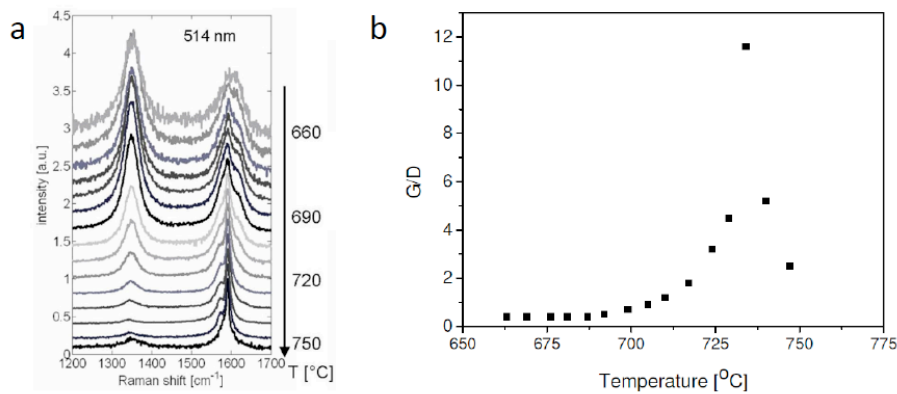 a
514 nm
4.5
4
3.5
3
2.5
2
1.5
1
0.5
0
intensity [a.u.]
1200 1300 1400 1500 1600 1700
Raman shift [cm⁻¹]
660
690
720
750
T [°C]
b
12
10
8
6
4
2
0
G/D
650 675 700 725 750 775
Temperature [°C]